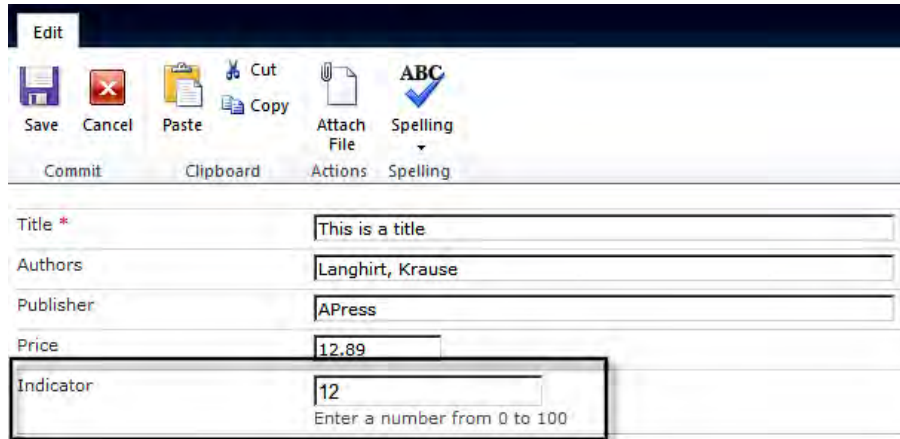 Edit
Cut
Copy
ABC
Save Cancel Paste Attach File Spelling
Commit Clipboard Actions Spelling
Title * This is a title
Authors Langhirt, Krause
Publisher APress
Price 12.89
Indicator 12
Enter a number from 0 to 100